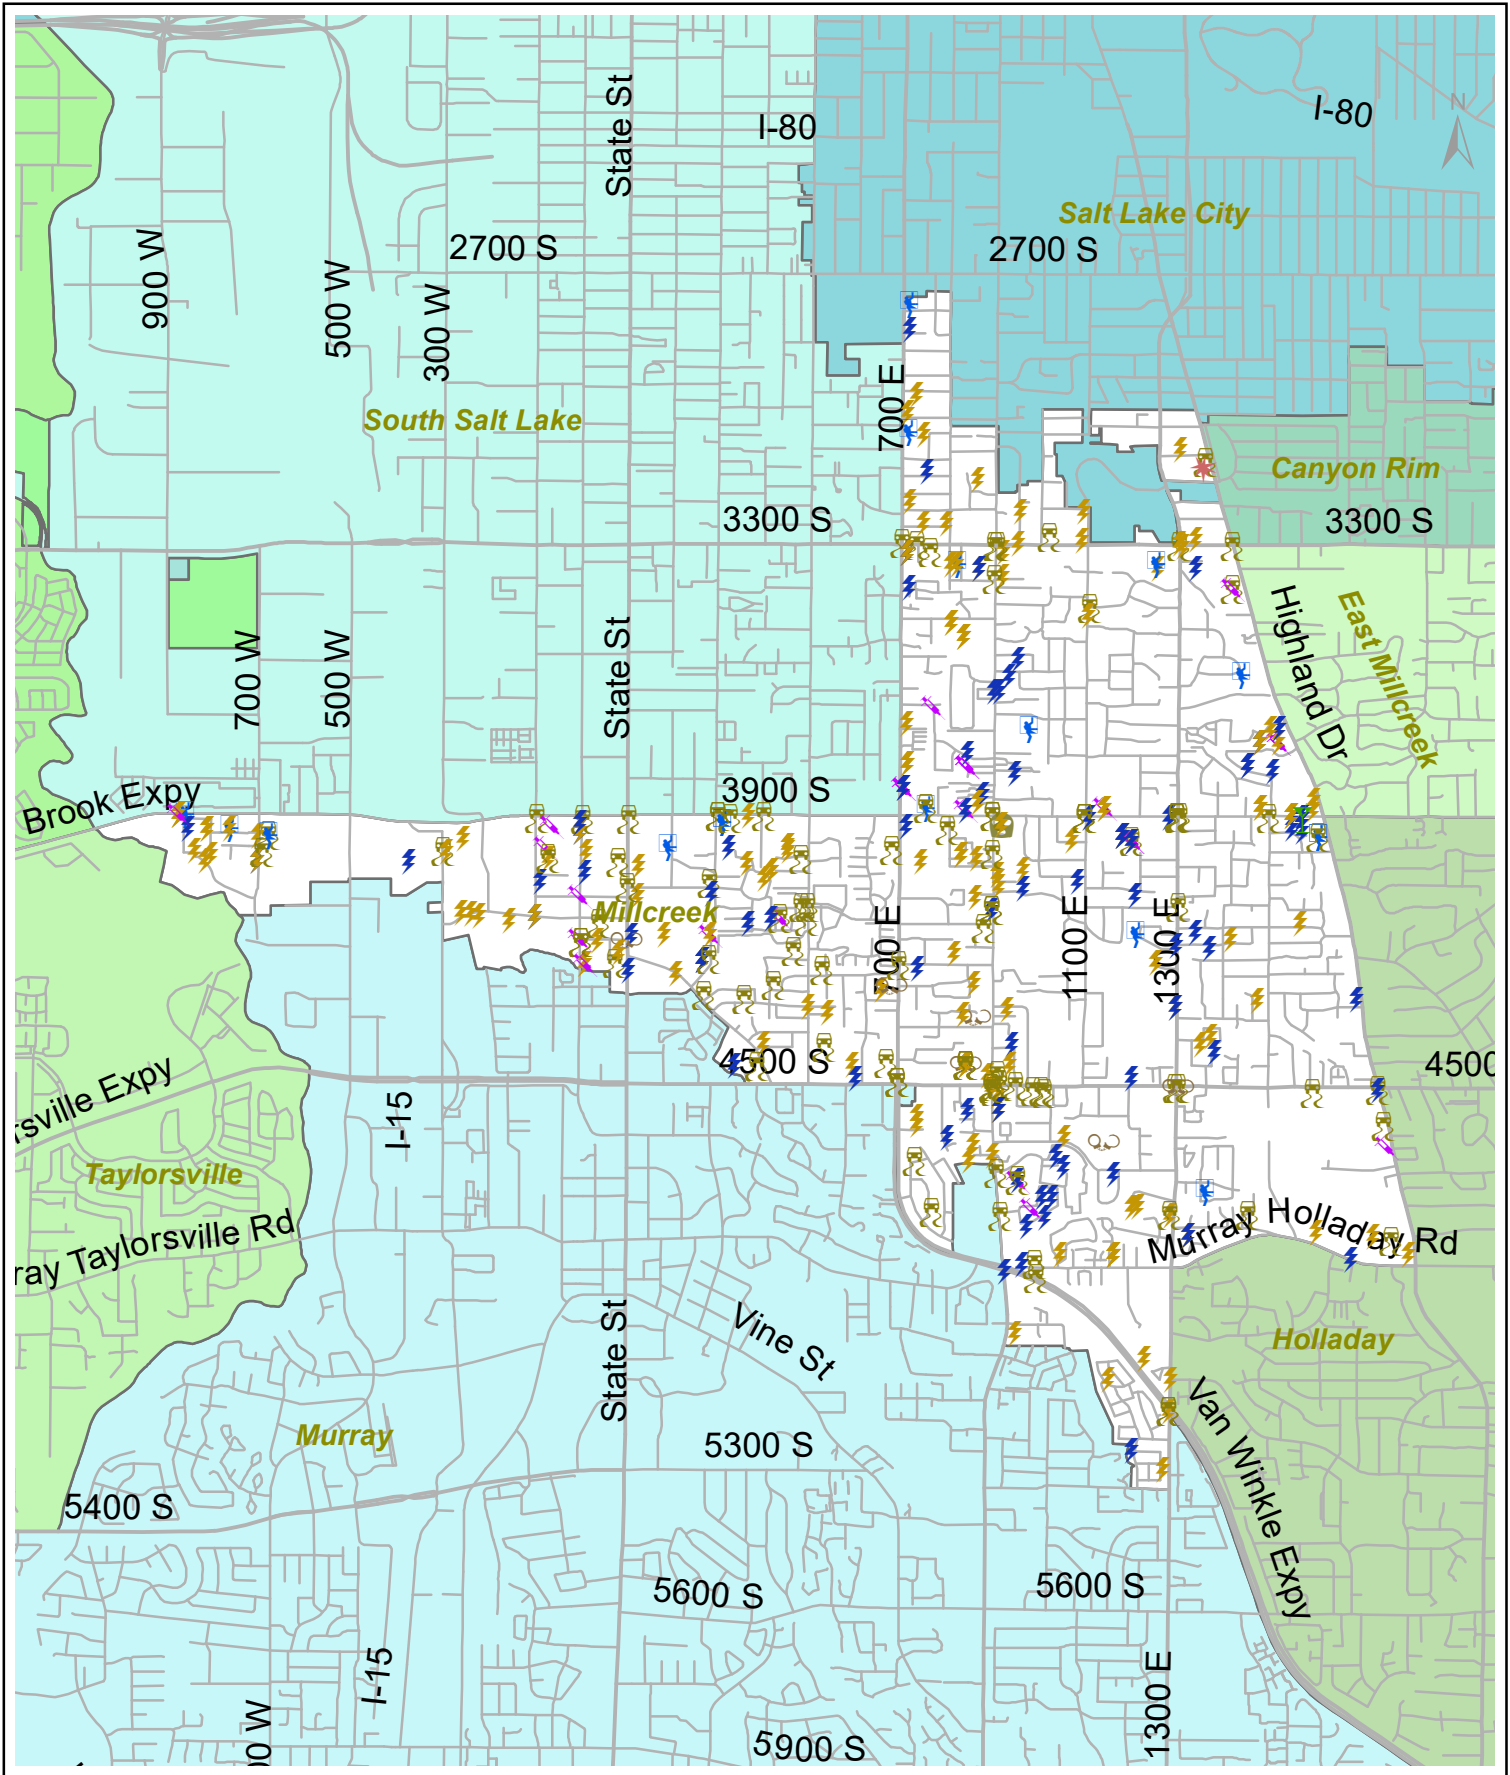 I-80
I-80
State St
N
Salt Lake City
2700 S
2700 S
900 W
500 W
300 W
700 E
South Salt Lake
Canyon Rim
3300 S
3300 S
Highland Dr
East Millcreek
State St
700 W
500 W
3900 S
Brook Expy
Millcreek
700 E
1100 E
1300 E
4500 S
4500
rsville Expy
I-15
Taylorsville
ray Taylorsville Rd
Murray Holladay Rd
State St
Vine St
Holladay
Murray
5300 S
Van Winkle Expy
5400 S
5600 S
5600 S
I-15
1300 E
00 W
5900 S